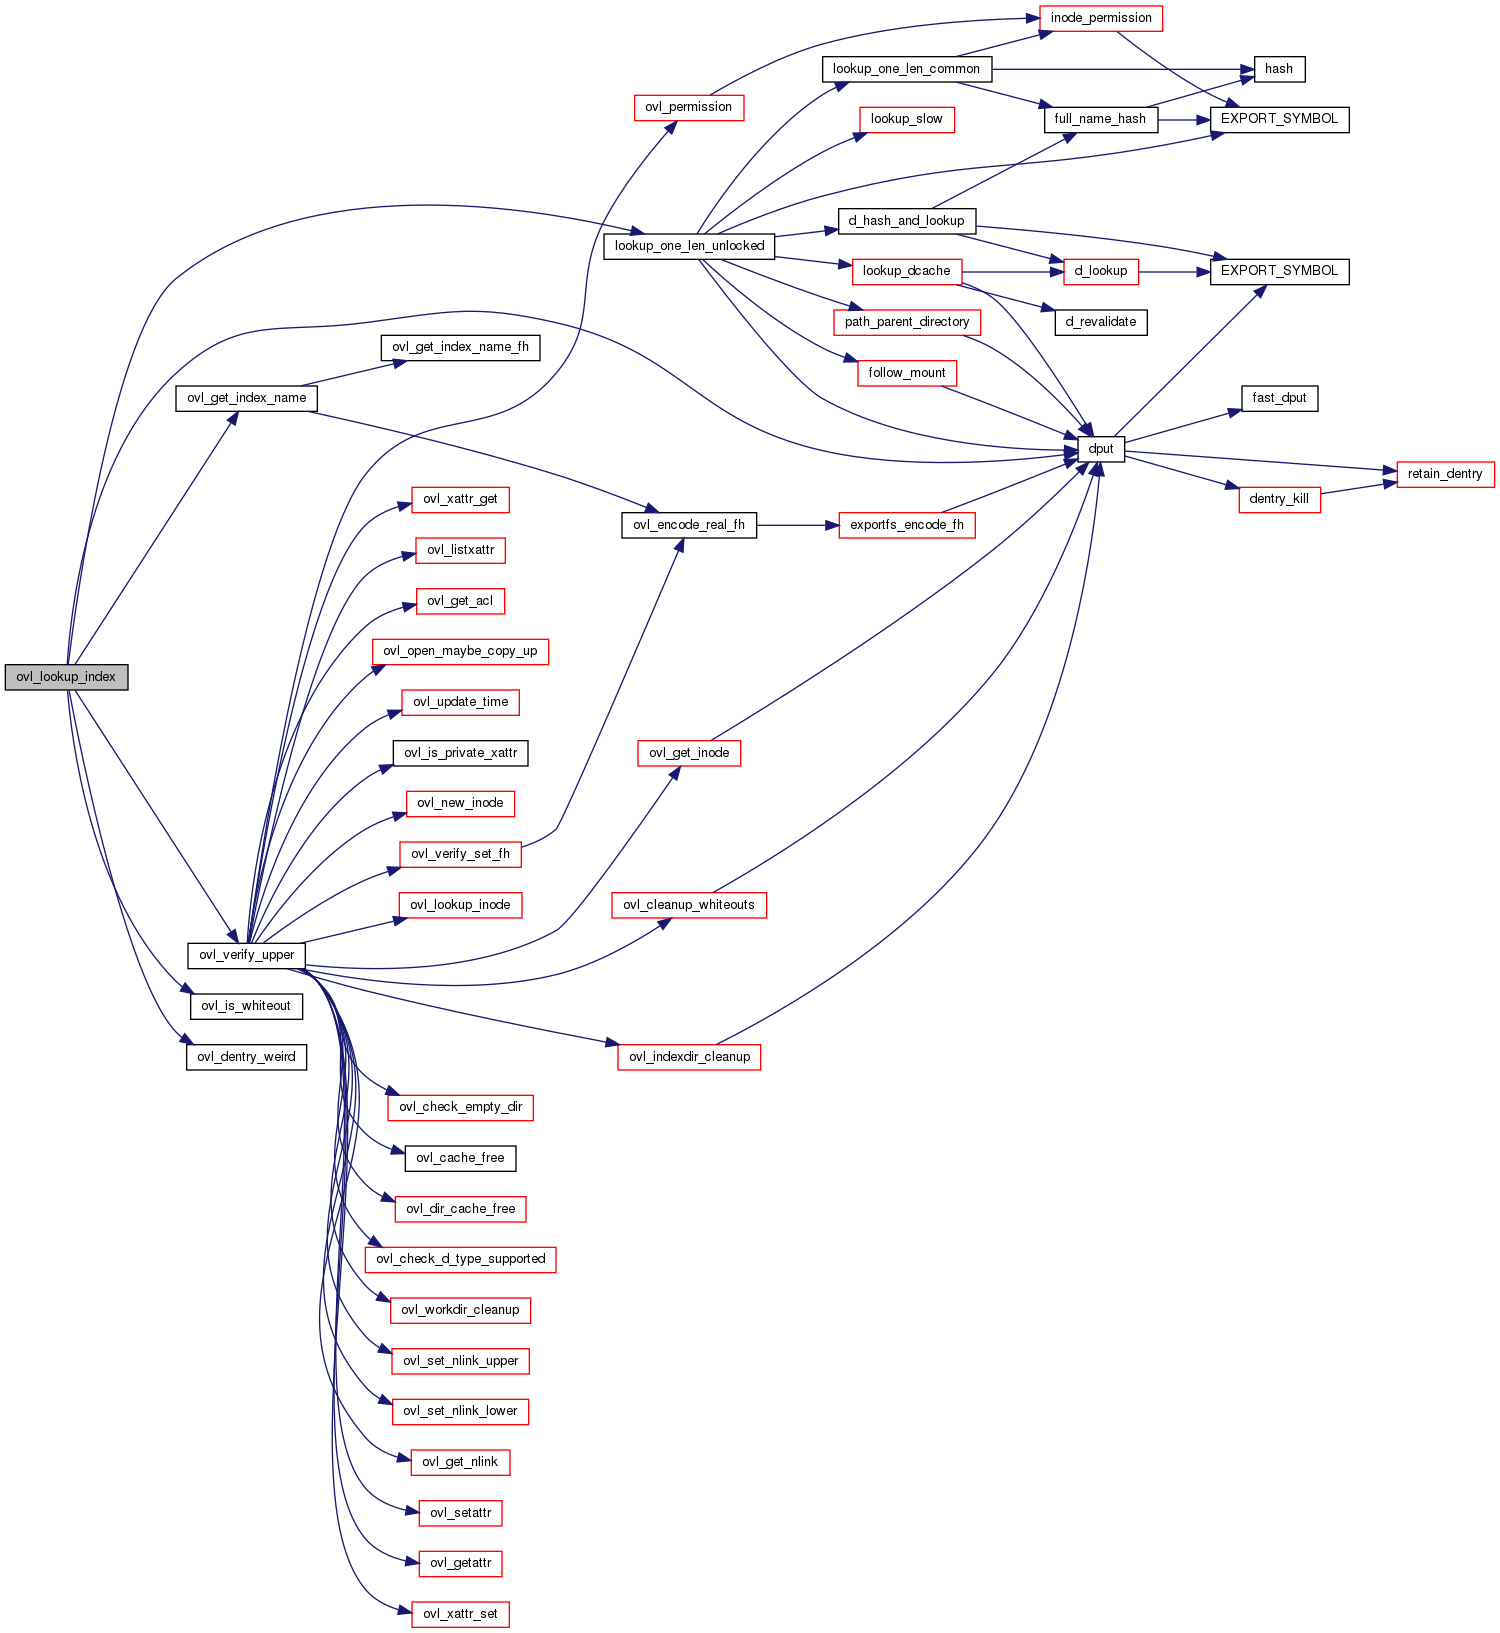 inode_permission
lookup_one_len_common
hash
ovl_permission
lookup_slow
full_name_hash
EXPORT_SYMBOL
d_hash_and_lookup
lookup_one_len_unlocked
lookup_dcache
d_lookup
EXPORT_SYMBOL
path_parent_directory
d_revalidate
ovl_get_index_name_fh
follow_mount
ovl_get_index_name
fast_dput
dput
retain_dentry
ovl_xattr_get
dentry_kill
ovl_encode_real_fh
exportfs_encode_fh
ovl_listxattr
ovl_get_acl
ovl_open_maybe_copy_up
ovl_lookup_index
ovl_update_time
ovl_is_private_xattr
ovl_get_inode
ovl_new_inode
ovl_verify_set_fh
ovl_lookup_inode
ovl_cleanup_whiteouts
ovl_verify_upper
ovl_is_whiteout
ovl_dentry_weird
ovl_indexdir_cleanup
ovl_check_empty_dir
ovl_cache_free
ovl_dir_cache_free
ovl_check_d_type_supported
ovl_workdir_cleanup
ovl_set_nlink_upper
ovl_set_nlink_lower
ovl_get_nlink
ovl_setattr
ovl_getattr
ovl_xattr_set